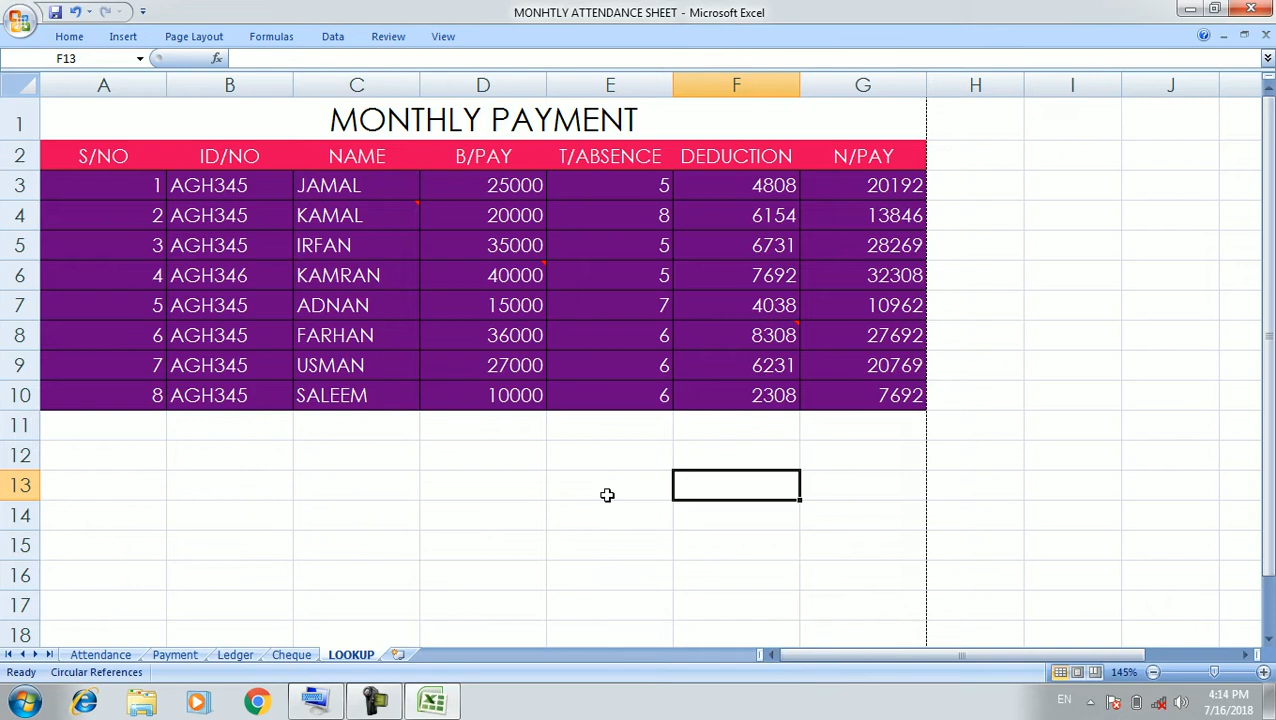 MONHTLY ATTENDANCE SHEET - Microsoft Excel
Home Insert Page Layout Formulas Data Review View
F13 fx
A B C D E F G H I J
1 MONTHLY PAYMENT
2 S/NO ID/NO NAME B/PAY T/ABSENCE DEDUCTION N/PAY
3 1 AGH345 JAMAL 25000 5 4808 20192
4 2 AGH345 KAMAL 20000 8 6154 13846
5 3 AGH345 IRFAN 35000 5 6731 28269
6 4 AGH346 KAMRAN 40000 5 7692 32308
7 5 AGH345 ADNAN 15000 7 4038 10962
8 6 AGH345 FARHAN 36000 6 8308 27692
9 7 AGH345 USMAN 27000 6 6231 20769
10 8 AGH345 SALEEM 10000 6 2308 7692
11
12
13
14
15
16
17
18
Attendance Payment Ledger Cheque LOOKUP
Ready Circular References 145%
EN 4:14 PM
7/16/2018